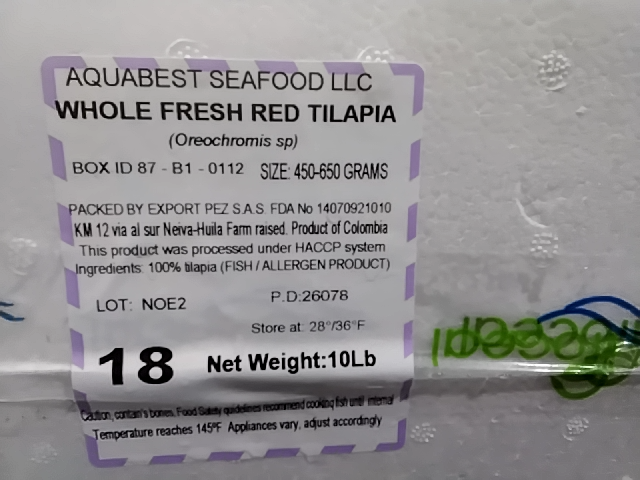 AQUABEST SEAFOOD LLC
WHOLE FRESH RED TILAPIA
(Oreochromis sp)
BOX ID 87 - B1 - 0112 SIZE: 450-650 GRAMS
PACKED BY EXPORT PEZ S.A.S. FDA No 14070921010
KM 12 via al sur Neiva-Huila Farm raised. Product of Colombia
This product was processed under HACCP system
Ingredients: 100% tilapia (FISH / ALLERGEN PRODUCT)
LOT: NOE2 P.D:26078
Store at: 28°/36°F
18 Net Weight:10Lb
Caution, contain's bones, Food Safety guidelines recommend cooking fish until internal
Temperature reaches 145ºF Appliances vary, adjust accordingly